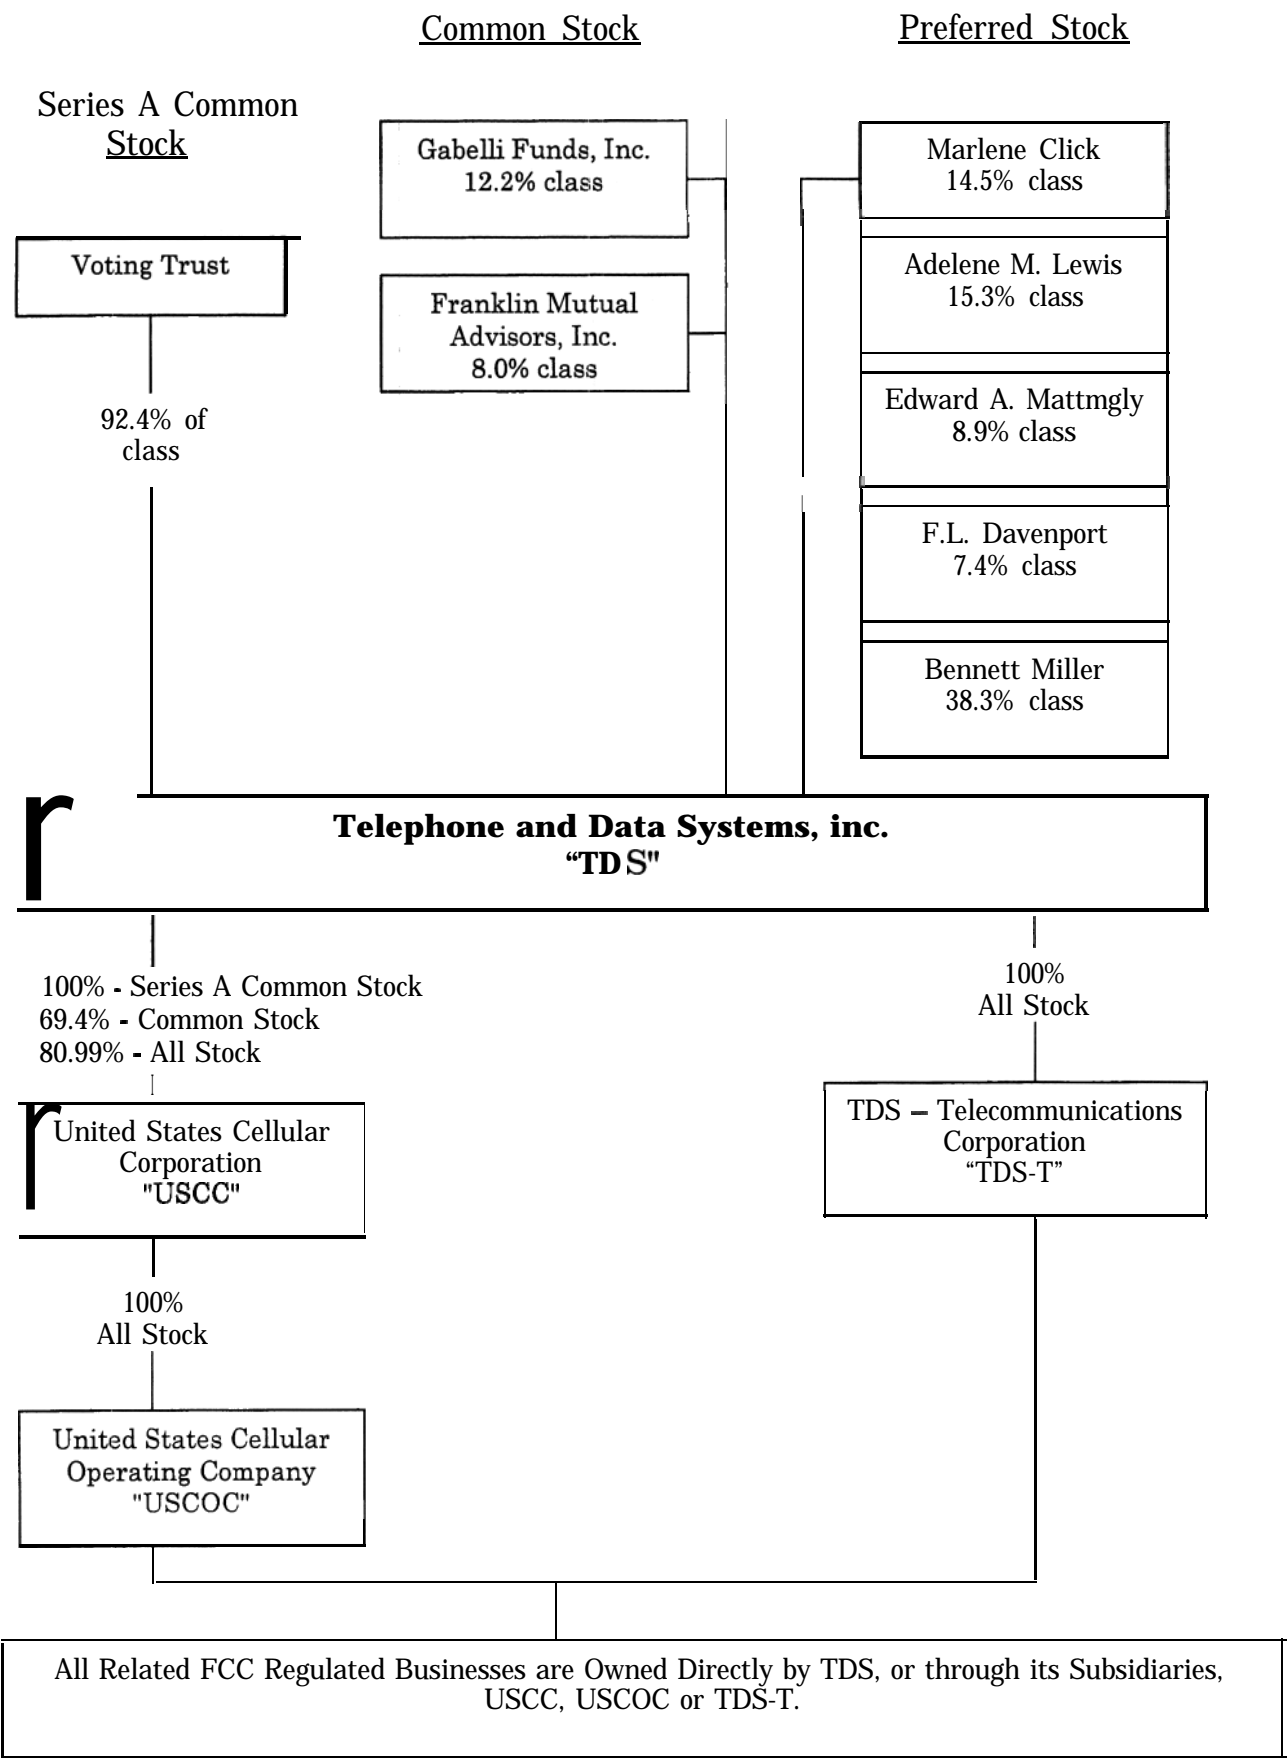 Common Stock
Preferred Stock
Series A Common
Stock
Gabelli Funds, Inc.
12.2% class
Marlene Click
14.5% class
Voting Trust
Adelene M. Lewis
15.3% class
Franklin Mutual
Advisors, Inc.
8.0% class
92.4% of
class
Edward A. Mattmgly
8.9% class
F.L. Davenport
7.4% class
Bennett Miller
38.3% class
Telephone and Data Systems, inc.
“TDS"
100% - Series A Common Stock
69.4% - Common Stock
80.99% - All Stock
100%
All Stock
United States Cellular
Corporation
"USCC"
TDS – Telecommunications
Corporation
“TDS-T”
100%
All Stock
United States Cellular
Operating Company
"USCOC"
All Related FCC Regulated Businesses are Owned Directly by TDS, or through its Subsidiaries,
USCC, USCOC or TDS-T.